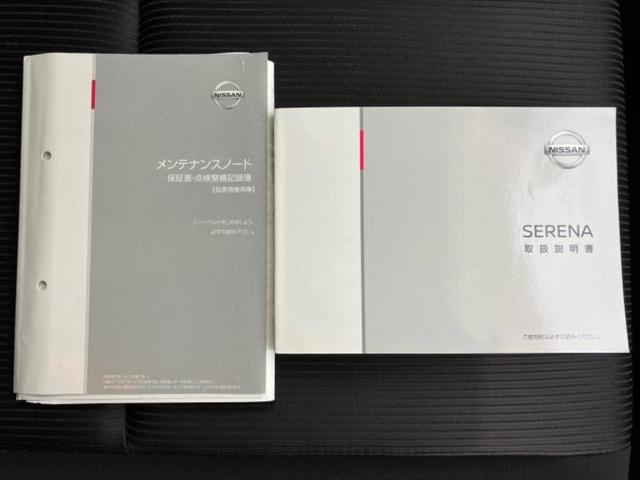 NISSAN
メンテナンスノート
保証書・点検整備記録簿
【自家用乗用車】
シートベルトをしめましょう。
必ずお読み下さい。
NISSAN
SERENA
取扱説明書
ご使用前は必ずお読みください。